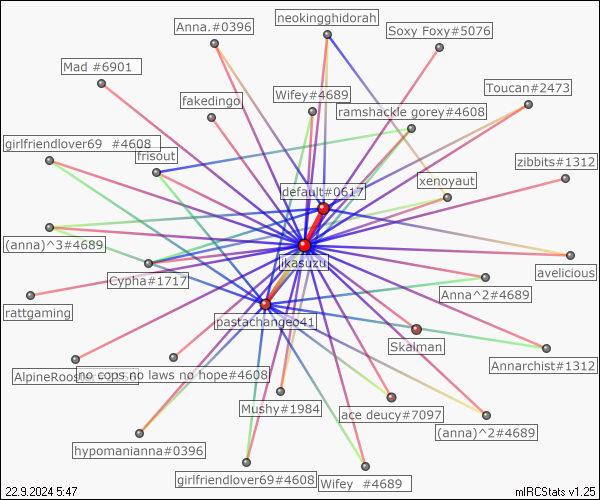 neokingghidorah
Anna.#0396
Soxy Foxy#5076
Mad #6901
Toucan#2473
Wifey#4689
fakedingo
ramshackle gorey#4608
girlfriendlover69 #4608
frisout
zibbits#1312
xenoyaut
default#0617
(anna)^3#4689
jikasuzu
avelicious
Cypha#1717
Anna^2#4689
rattgaming
pastachangeo41
Skaiman
Annarchist#1312
no cops no laws no hope#4608
Mushy#1984
ace deucy#7097
(anna)^2#4689
hypomanianna#0396
girlfriendlover69#4608
Wifey #4689
22.9.2024 5:47
mIRCStats v1.25